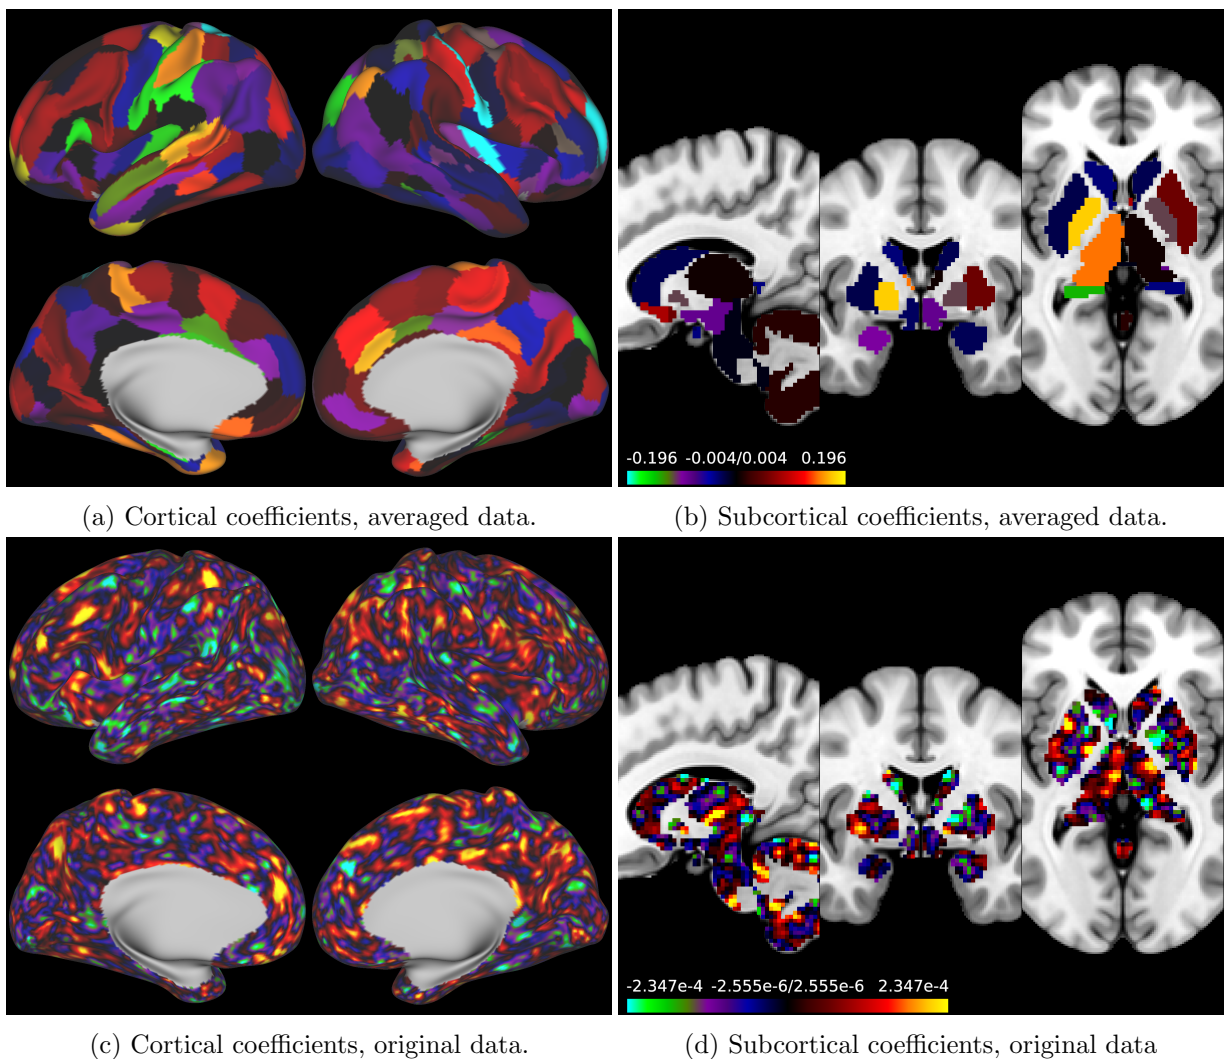 -0.196 -0.004/0.004 0.196
(a) Cortical coefficients, averaged data.
(b) Subcortical coefficients, averaged data.
-2.347e-4 -2.555e-6/2.555e-6 2.347e-4
(c) Cortical coefficients, original data.
(d) Subcortical coefficients, original data